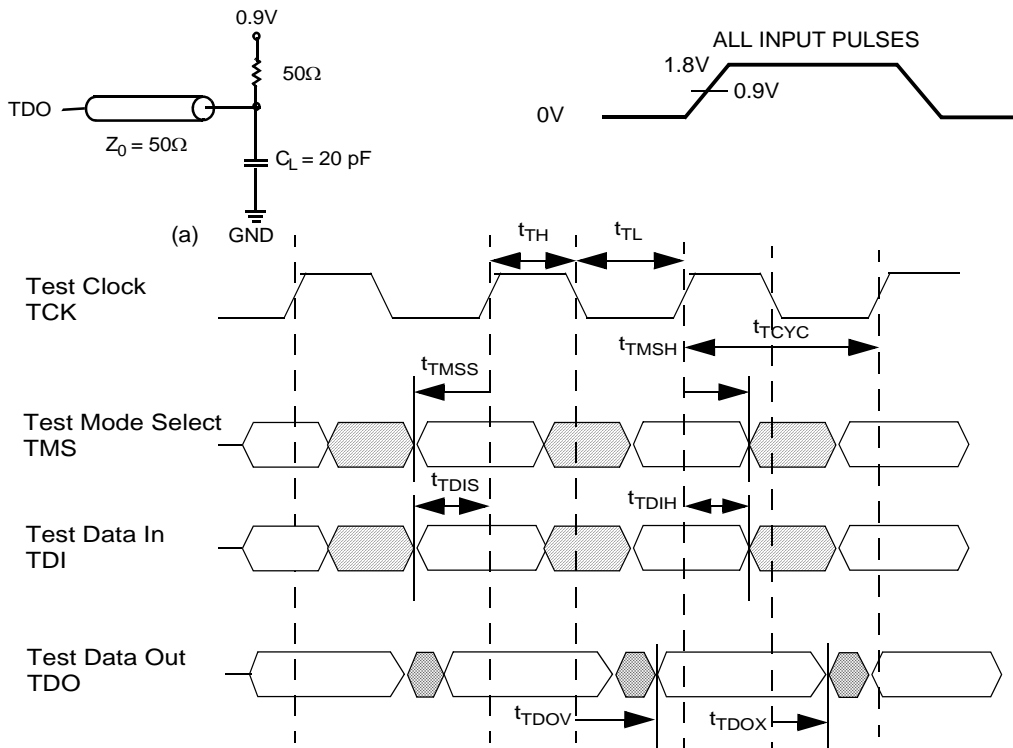 0.9V
ALL INPUT PULSES
50Ω
1.8V
0.9V
TDO
0V
Z0 = 50Ω
CL = 20 pF
(a)
GND
tTH
tTL
Test Clock
TCK
tTCYC
tTMSH
tTMSS
Test Mode Select
TMS
tTDIS
tTDIH
Test Data In
TDI
Test Data Out
TDO
tTDOV
tTDOX